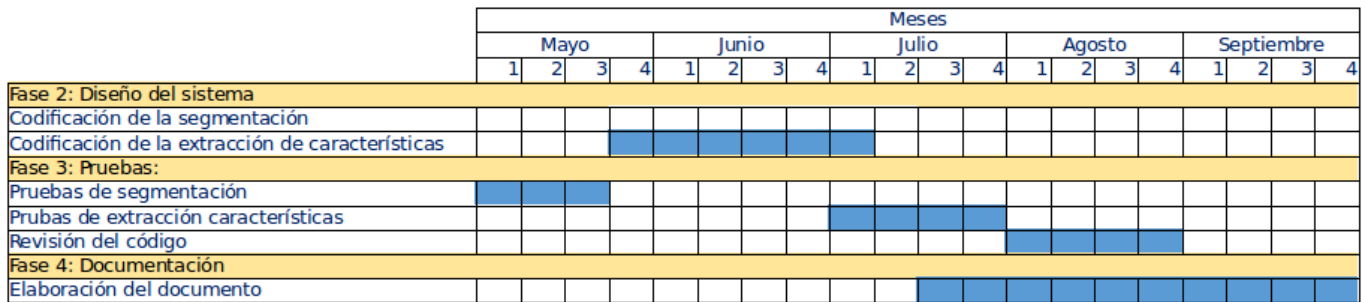 Meses
Mayo Junio Julio Agosto Septiembre
1 2 3 4 1 2 3 4 1 2 3 4 1 2 3 4 1 2 3 4
Fase 2: Diseño del sistema
Codificación de la segmentación
Codificación de la extracción de características
Fase 3: Pruebas:
Pruebas de segmentación
Prubas de extracción características
Revisión del código
Fase 4: Documentación
Elaboración del documento